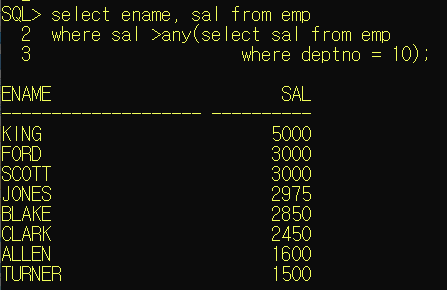 SQL> select ename, sal from emp
  2  where sal >any(select sal from emp
  3                       where deptno = 10);
ENAME                       SAL
-------------------- ----------
KING                       5000
FORD                       3000
SCOTT                      3000
JONES                      2975
BLAKE                      2850
CLARK                      2450
ALLEN                      1600
TURNER                     1500